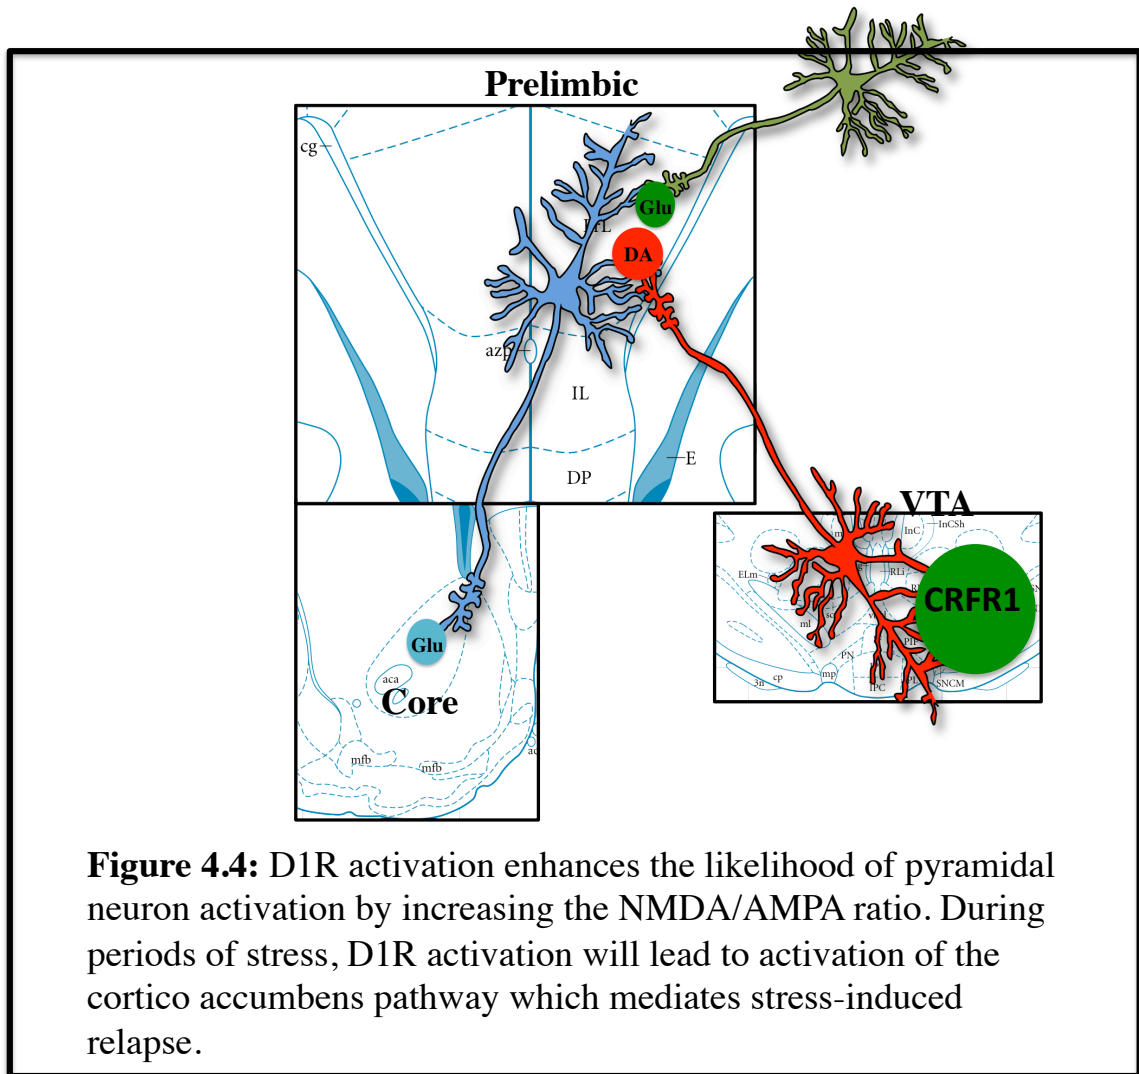 Prelimbic
cg
Glu
PrL
DA
azp
IL
E
DP
VTA
InC
InCSh
ELm
RLi
CRFR1
ml
PN
mp
cp
3n
IPC
SNCM
Glu
aca
Core
mfb
mfb
Figure 4.4: D1R activation enhances the likelihood of pyramidal
neuron activation by increasing the NMDA/AMPA ratio. During
periods of stress, D1R activation will lead to activation of the
cortico accumbens pathway which mediates stress-induced
relapse.